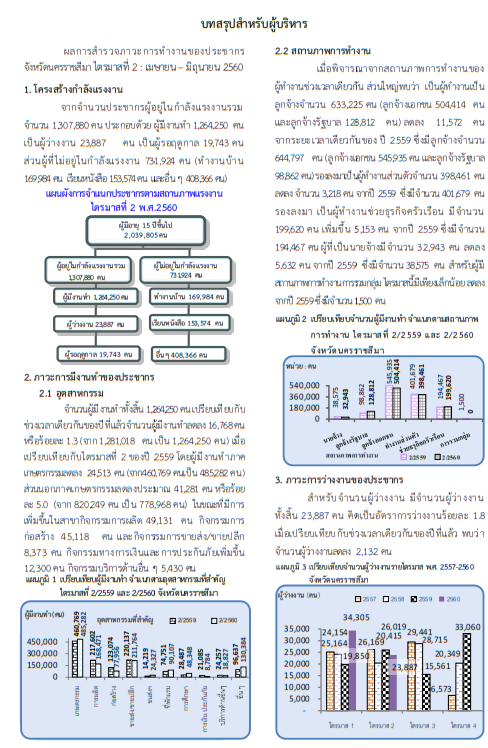 บทสรุปสำหรับผู้บริหาร
ผลการสำรวจภาวะการทำงานของประชากร
จังหวัดนครราชสีมา ไตรมาสที่ 2 : เมษายน – มิถุนายน 2560
1. โครงสร้างกำลังแรงงาน
จากจำนวนประชากรผู้อยู่ในกำลังแรงงานรวม
จำนวน 1,307,880 คน ประกอบด้วย ผู้มีงานทำ 1,264,250 คน
เป็นผู้ว่างงาน 23,887 คน เป็นผู้รอฤดูกาล 19,743 คน
ส่วนผู้ที่ไม่อยู่ในกำลังแรงงาน 731,924 คน (ทำงานบ้าน
169,984 คน เรียนหนังสือ 153,574 คน และอื่น ๆ 408,366 คน)
แผนผังการจำแนกประชากรตามสถานภาพแรงงาน
ไตรมาสที่ 2 พ.ศ.2560
ผู้มีอายุ 15 ปีขึ้นไป
2,039,805 คน
ผู้อยู่ในกำลังแรงงานรวม
1,307,880 คน
ผู้ไม่อยู่ในกำลังแรงงาน
731,924 คน
ผู้มีงานทำ 1,264,250 คน
ทำงานบ้าน 169,984 คน
ผู้ว่างงาน 23,887 คน
เรียนหนังสือ 153,574 คน
ผู้รอฤดูกาล 19,743 คน
อื่นๆ 408,366 คน
2. ภาวะการมีงานทำของประชากร
2.1 อุตสาหกรรม
จำนวนผู้มีงานทำทั้งสิ้น 1,264,250 คน เปรียบเทียบกับ
ช่วงเวลาเดียวกันของปีที่แล้วจำนวนผู้มีงานทำลดลง 16,768 คน
หรือร้อยละ 1.3 (จาก 1,281,018 คน เป็น 1,264,250 คน) เมื่อ
เปรียบเทียบกับไตรมาสที่ 2 ของปี 2559 โดยผู้มีงานทำภาค
เกษตรกรรมลดลง 24,513 คน (จาก460,769 คนเป็น 485,282 คน)
ส่วนนอกภาคเกษตรกรรมลดลงประมาณ 41,281 คน หรือร้อย
ละ 5.0 (จาก 820,249 คน เป็น 778,968 คน) ในขณะที่มีการ
เพิ่มขึ้นในสาขากิจกรรมการผลิต 49,131 คน กิจกรรมการ
ก่อสร้าง 45,118 คน และกิจกรรมการขายส่ง/ขายปลีก
8,373 คน กิจกรรมทางการเงินและการประกันภัยเพิ่มขึ้น
12,300 คน กิจกรรมบริการด้านอื่น ๆ 5,430 คน
แผนภูมิ 1 เปรียบเทียบผู้มีงานทำ จำแนกตามอุตสาหกรรมที่สำคัญ
ไตรมาสที่ 2/2559 และ 2/2560 จังหวัดนครราชสีมา
ผู้มีงานทำ (คน)
อุตสาหกรรมที่สำคัญ
2/2559
2/2560
450,000
300,000
150,000
0
460,769
485,282
217,602
168,471
123,074
77,956
220,137
211,764
14,219
24,327
74,751
90,107
28,487
48,348
21,085
8,784
24,257
18,827
96,637
130,384
เกษตรกรรม
การผลิต
ก่อสร้าง
ขายส่ง/ขายปลีก
ขนส่งฯ
ที่พักแรม
การศึกษา
การเงิน ประกันภัย
บริการด้านอื่นๆ
อื่น ๆ
2.2 สถานภาพการทำงาน
เมื่อพิจารณาจากสถานภาพการทำงานของ
ผู้ทำงานช่วงเวลาเดียวกัน ส่วนใหญ่พบว่า เป็นผู้ทำงานเป็น
ลูกจ้างจำนวน 633,225 คน (ลูกจ้างเอกชน 504,414 คน
และลูกจ้างรัฐบาล 128,812 คน) ลดลง 11,572 คน
จากระยะเวลาเดียวกันของ ปี 2559 ซึ่งมีลูกจ้างจำนวน
644,797 คน (ลูกจ้างเอกชน 545,935 คน และลูกจ้างรัฐบาล
98,862 คน) รองลงมาเป็นผู้ทำงานส่วนตัวจำนวน 398,461 คน
ลดลง จำนวน 3,218 คน จากปี 2559 ซึ่งมีจำนวน 401,679 คน
รองลงมา เป็นผู้ทำงานช่วยธุรกิจครัวเรือน มีจำนวน
199,620 คน เพิ่มขึ้น 5,153 คน จากปี 2559 ซึ่งมีจำนวน
194,467 คน ผู้ที่เป็นนายจ้างมีจำนวน 32,943 คน ลดลง
5,632 คน จากปี 2559 ซึ่งมีจำนวน 38,575 คน สำหรับผู้มี
สถานภาพการทำงานการรวมกลุ่ม ไตรมาสนี้มีเพียงเล็กน้อย ลดลง
จากปี 2559 ซึ่งมีจำนวน 1,500 คน
แผนภูมิ 2 เปรียบเทียบจำนวนผู้มีงานทำ จำแนกตามสถานภาพ
การทำงาน ไตรมาสที่ 2/2559 และ 2/2560
จังหวัดนครราชสีมา
หน่วย : คน
540,000
360,000
180,000
0
38,575
32,943
98,862
128,812
545,935
504,414
401,679
398,461
194,467
199,620
1,500
0
นายจ้าง
ลูกจ้างรัฐบาล
ลูกจ้างเอกชน
ทำงานส่วนตัว
ช่วยธุรกิจครัวเรือน
การรวมกลุ่ม
สถานภาพการทำงาน
2/2559
2/2560
3. ภาวะการว่างงานของประชากร
สำหรับจำนวนผู้ว่างงาน มีจำนวนผู้ว่างงาน
ทั้งสิ้น 23,887 คน คิดเป็นอัตราการว่างงานร้อยละ 1.8
เมื่อเปรียบเทียบกับช่วงเวลาเดียวกันของปีที่แล้ว พบว่า
จำนวนผู้ว่างงานลดลง 2,132 คน
แผนภูมิ 3 เปรียบเทียบจำนวนผู้ว่างงานรายไตรมาส พศ. 2557-2560
จังหวัดนครราชสีมา
ผู้ว่างงาน (คน)
2557
2558
2559
2560
35,000
30,000
25,000
20,000
15,000
10,000
5,000
-
24,154
25,164
19,850
34,305
26,169
20,415
26,019
23,887
29,441
28,715
15,561
6,573
20,349
33,060
ไตรมาส 1
ไตรมาส 2
ไตรมาส 3
ไตรมาส 4